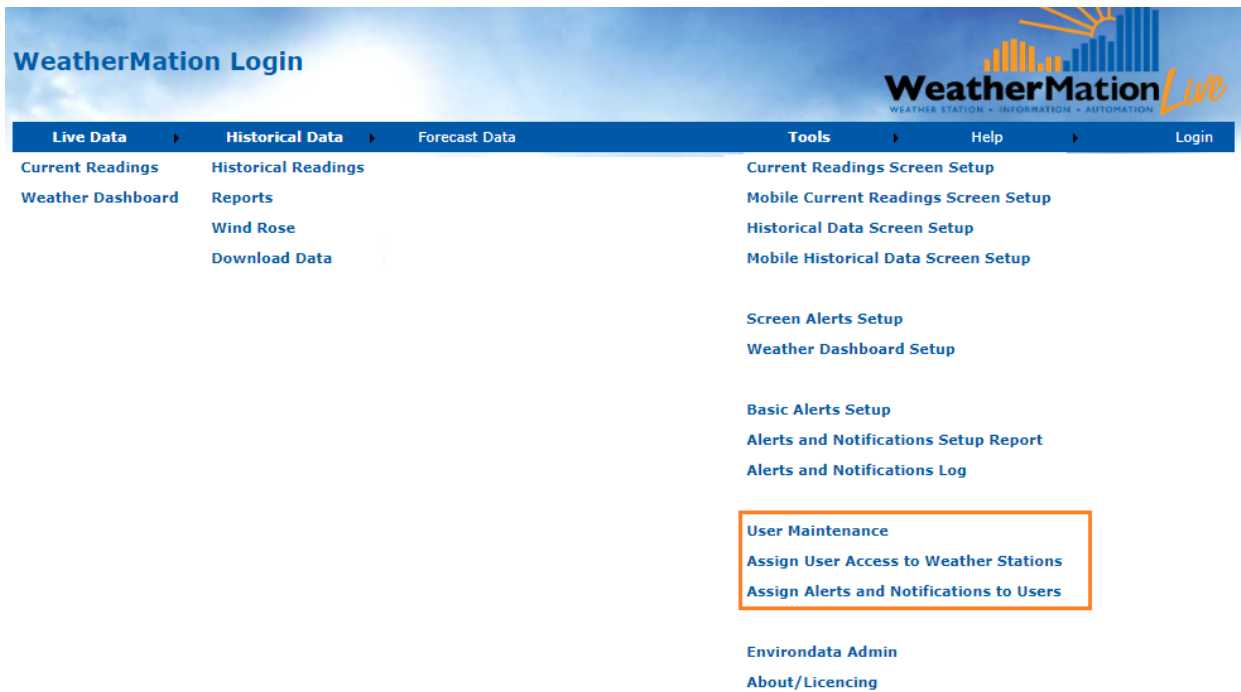 WeatherMation Login
WeatherMation Live
WEATHER STATION • INFORMATION • AUTOMATION
Live Data Historical Data Forecast Data Tools Help Login
Current Readings Historical Readings Current Readings Screen Setup
Weather Dashboard Reports Mobile Current Readings Screen Setup
Wind Rose Historical Data Screen Setup
Download Data Mobile Historical Data Screen Setup
Screen Alerts Setup
Weather Dashboard Setup
Basic Alerts Setup
Alerts and Notifications Setup Report
Alerts and Notifications Log
User Maintenance
Assign User Access to Weather Stations
Assign Alerts and Notifications to Users
Environdata Admin
About/Licencing